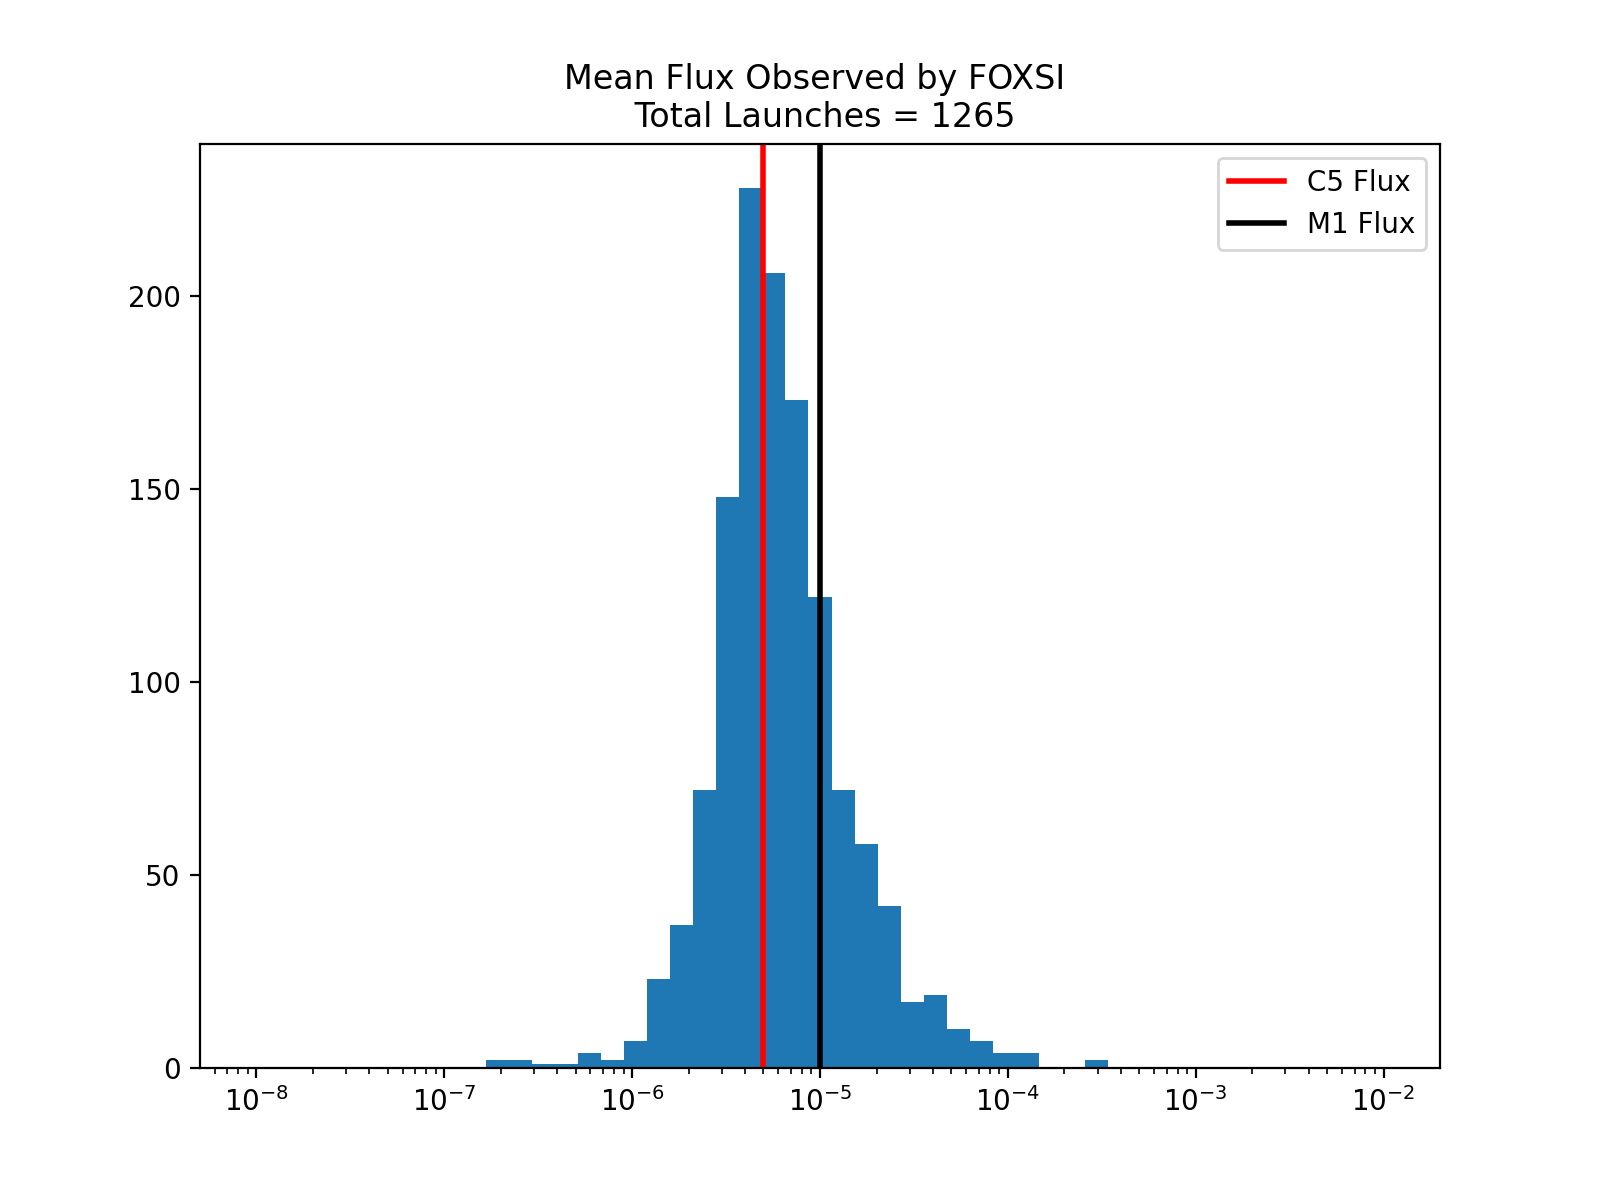 Mean Flux Observed by FOXSI
Total Launches = 1265
C5 Flux
M1 Flux
200
150
100
50
0
10⁻⁸ 10⁻⁷ 10⁻⁶ 10⁻⁵ 10⁻⁴ 10⁻³ 10⁻²